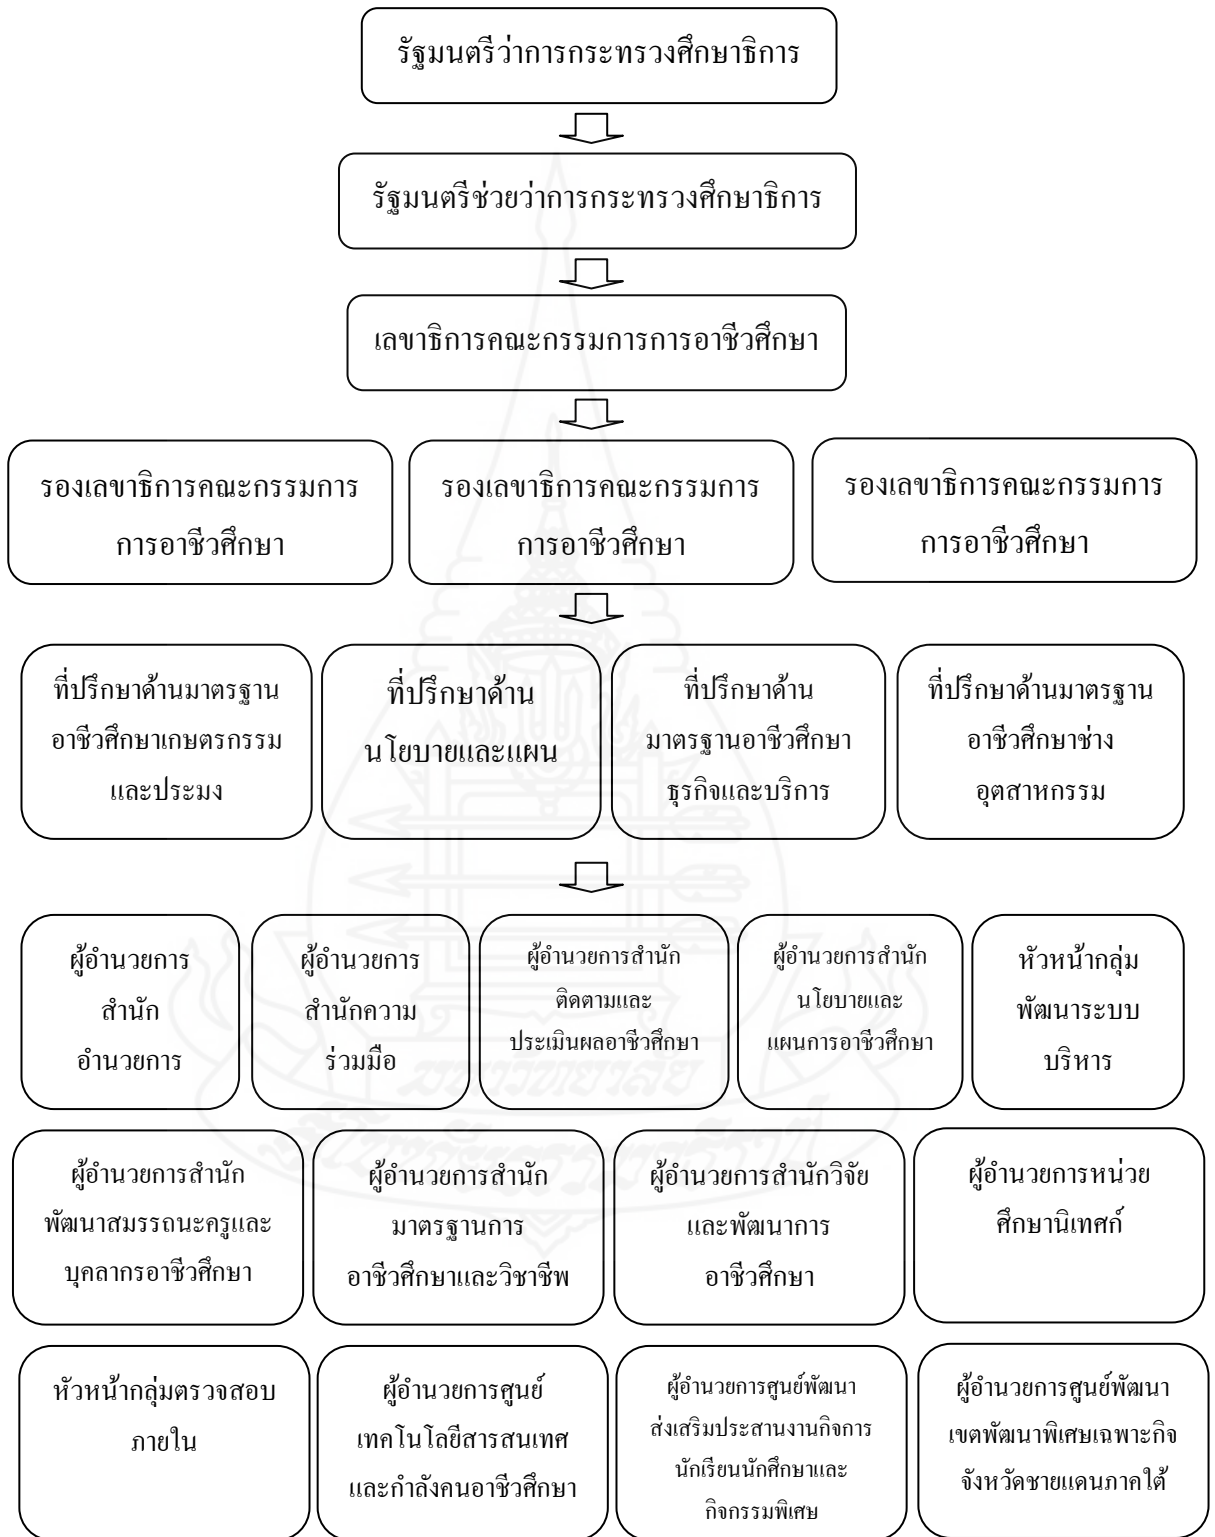 รัฐมนตรีว่าการกระทรวงศึกษาธิการ
รัฐมนตรีช่วยว่าการกระทรวงศึกษาธิการ
เลขาธิการคณะกรรมการการอาชีวศึกษา
รองเลขาธิการคณะกรรมการ
การอาชีวศึกษา
รองเลขาธิการคณะกรรมการ
การอาชีวศึกษา
รองเลขาธิการคณะกรรมการ
การอาชีวศึกษา
ที่ปรึกษาด้านมาตรฐาน
อาชีวศึกษาเกษตรกรรม
และประมง
ที่ปรึกษาด้าน
นโยบายและแผน
ที่ปรึกษาด้าน
มาตรฐานอาชีวศึกษา
ธุรกิจและบริการ
ที่ปรึกษาด้านมาตรฐาน
อาชีวศึกษาช่าง
อุตสาหกรรม
ผู้อำนวยการ
สำนัก
อำนวยการ
ผู้อำนวยการ
สำนักความ
ร่วมมือ
ผู้อำนวยการสำนัก
ติดตามและ
ประเมินผลอาชีวศึกษา
ผู้อำนวยการสำนัก
นโยบายและ
แผนการอาชีวศึกษา
หัวหน้ากลุ่ม
พัฒนาระบบ
บริหาร
ผู้อำนวยการสำนัก
พัฒนาสมรรถนะครูและ
บุคลากรอาชีวศึกษา
ผู้อำนวยการสำนัก
มาตรฐานการ
อาชีวศึกษาและวิชาชีพ
ผู้อำนวยการสำนักวิจัย
และพัฒนาการ
อาชีวศึกษา
ผู้อำนวยการหน่วย
ศึกษานิเทศก์
หัวหน้ากลุ่มตรวจสอบ
ภายใน
ผู้อำนวยการศูนย์
เทคโนโลยีสารสนเทศ
และกำลังคนอาชีวศึกษา
ผู้อำนวยการศูนย์พัฒนา
ส่งเสริมประสานงานกิจการ
นักเรียนนักศึกษาและ
กิจกรรมพิเศษ
ผู้อำนวยการศูนย์พัฒนา
เขตพัฒนาพิเศษเฉพาะกิจ
จังหวัดชายแดนภาคใต้
มหาวิทยาลัย
สุโขทัยธรรมาธิราช